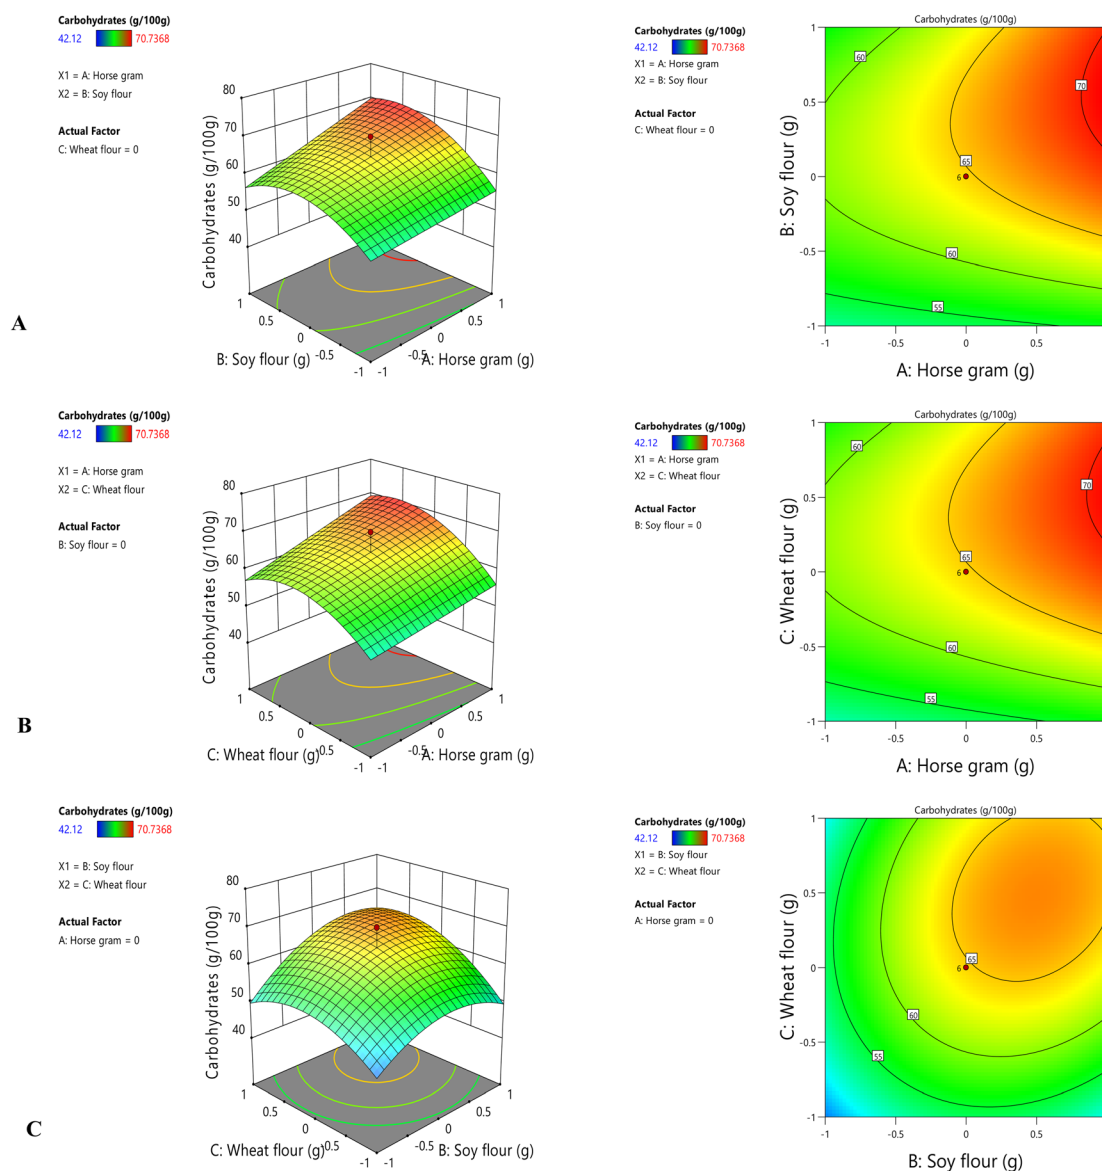 Carbohydrates (g/100g)
42.12 70.7368
X1 = A: Horse gram
X2 = B: Soy flour
Actual Factor
C: Wheat flour = 0
Carbohydrates (g/100g)
80
70
60
50
40
1
0.5
0
-0.5
-1
-1
-0.5
0
0.5
1
B: Soy flour (g)
A: Horse gram (g)
A
Carbohydrates (g/100g)
42.12 70.7368
X1 = A: Horse gram
X2 = B: Soy flour
Actual Factor
C: Wheat flour = 0
Carbohydrates (g/100g)
B: Soy flour (g)
1
0.5
0
-0.5
-1
60
70
65
6
60
55
-1 -0.5 0 0.5
A: Horse gram (g)
Carbohydrates (g/100g)
42.12 70.7368
X1 = A: Horse gram
X2 = C: Wheat flour
Actual Factor
B: Soy flour = 0
Carbohydrates (g/100g)
80
70
60
50
40
1
0.5
0
-0.5
-1
-1
-0.5
0
0.5
1
C: Wheat flour (g)
A: Horse gram (g)
B
Carbohydrates (g/100g)
42.12 70.7368
X1 = A: Horse gram
X2 = C: Wheat flour
Actual Factor
B: Soy flour = 0
Carbohydrates (g/100g)
C: Wheat flour (g)
1
0.5
0
-0.5
-1
60
70
65
6
60
55
-1 -0.5 0 0.5
A: Horse gram (g)
Carbohydrates (g/100g)
42.12 70.7368
X1 = B: Soy flour
X2 = C: Wheat flour
Actual Factor
A: Horse gram = 0
Carbohydrates (g/100g)
80
70
60
50
40
1
0.5
0
-0.5
-1
-1
-0.5
0
0.5
1
C: Wheat flour (g)
B: Soy flour (g)
C
Carbohydrates (g/100g)
42.12 70.7368
X1 = B: Soy flour
X2 = C: Wheat flour
Actual Factor
A: Horse gram = 0
Carbohydrates (g/100g)
C: Wheat flour (g)
1
0.5
0
-0.5
-1
65
6
60
55
-1 -0.5 0 0.5
B: Soy flour (g)